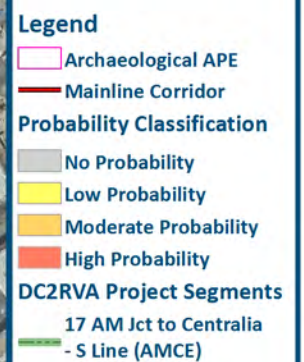 Legend
Archaeological APE
Mainline Corridor
Probability Classification
No Probability
Low Probability
Moderate Probability
High Probability
DC2RVA Project Segments
17 AM Jct to Centralia
- S Line (AMCE)